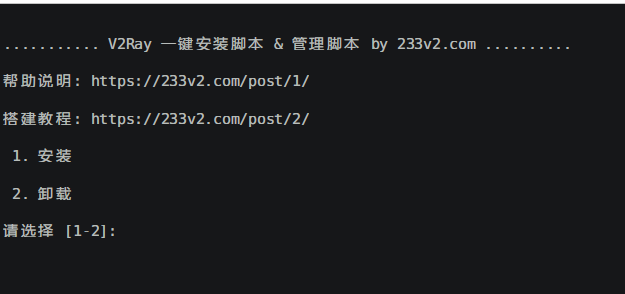 ........... V2Ray 一键安装脚本 & 管理脚本 by 233v2.com ..........
帮助说明: https://233v2.com/post/1/
搭建教程: https://233v2.com/post/2/
1. 安装
2. 卸载
请选择 [1-2]: